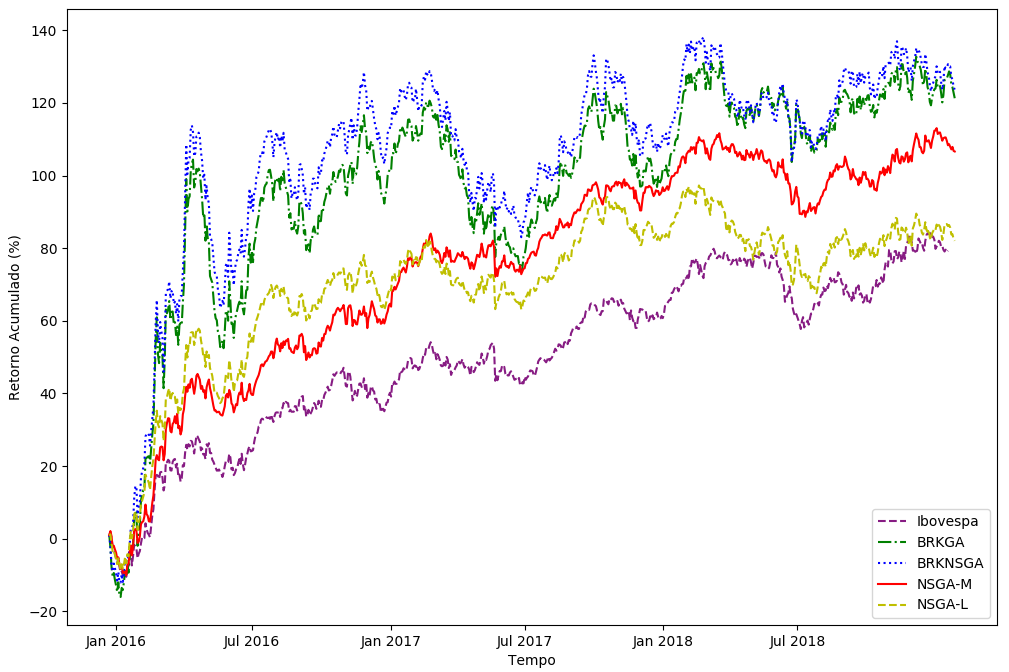 140
120
100
80
60
40
20
0
−20
Retorno Acumulado (%)
Jan 2016
Jul 2016
Jan 2017
Jul 2017
Jan 2018
Jul 2018
Tempo
Ibovespa
BRKGA
BRKNSGA
NSGA-M
NSGA-L